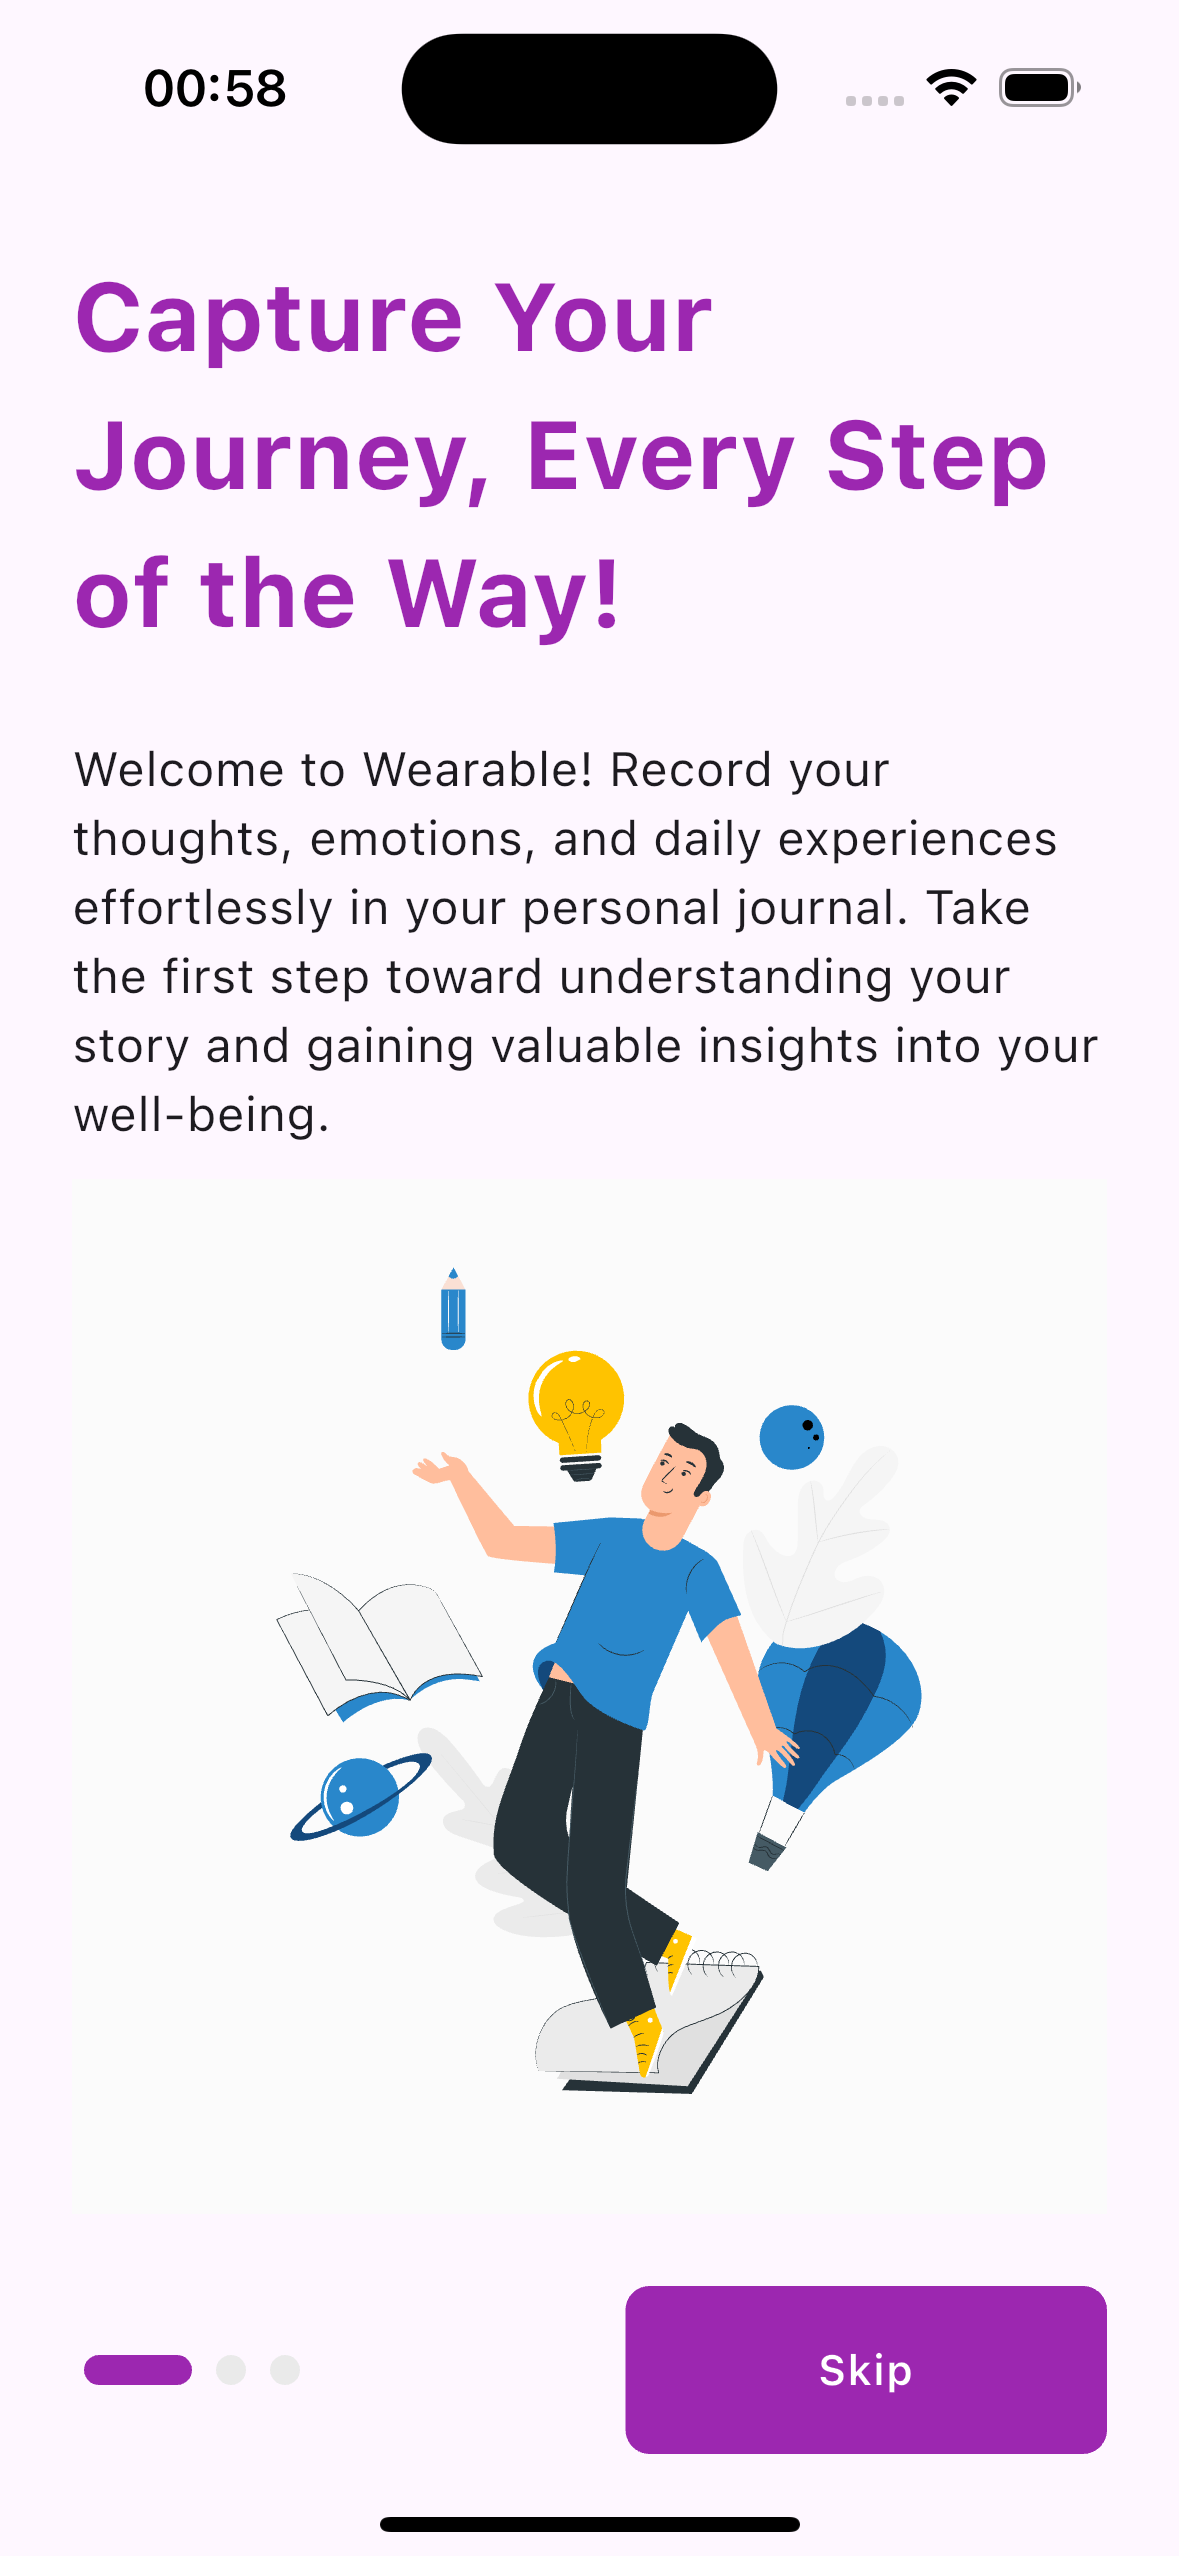 00:58
Capture Your
Journey, Every Step
of the Way!
Welcome to Wearable! Record your
thoughts, emotions, and daily experiences
effortlessly in your personal journal. Take
the first step toward understanding your
story and gaining valuable insights into your
well-being.
Skip